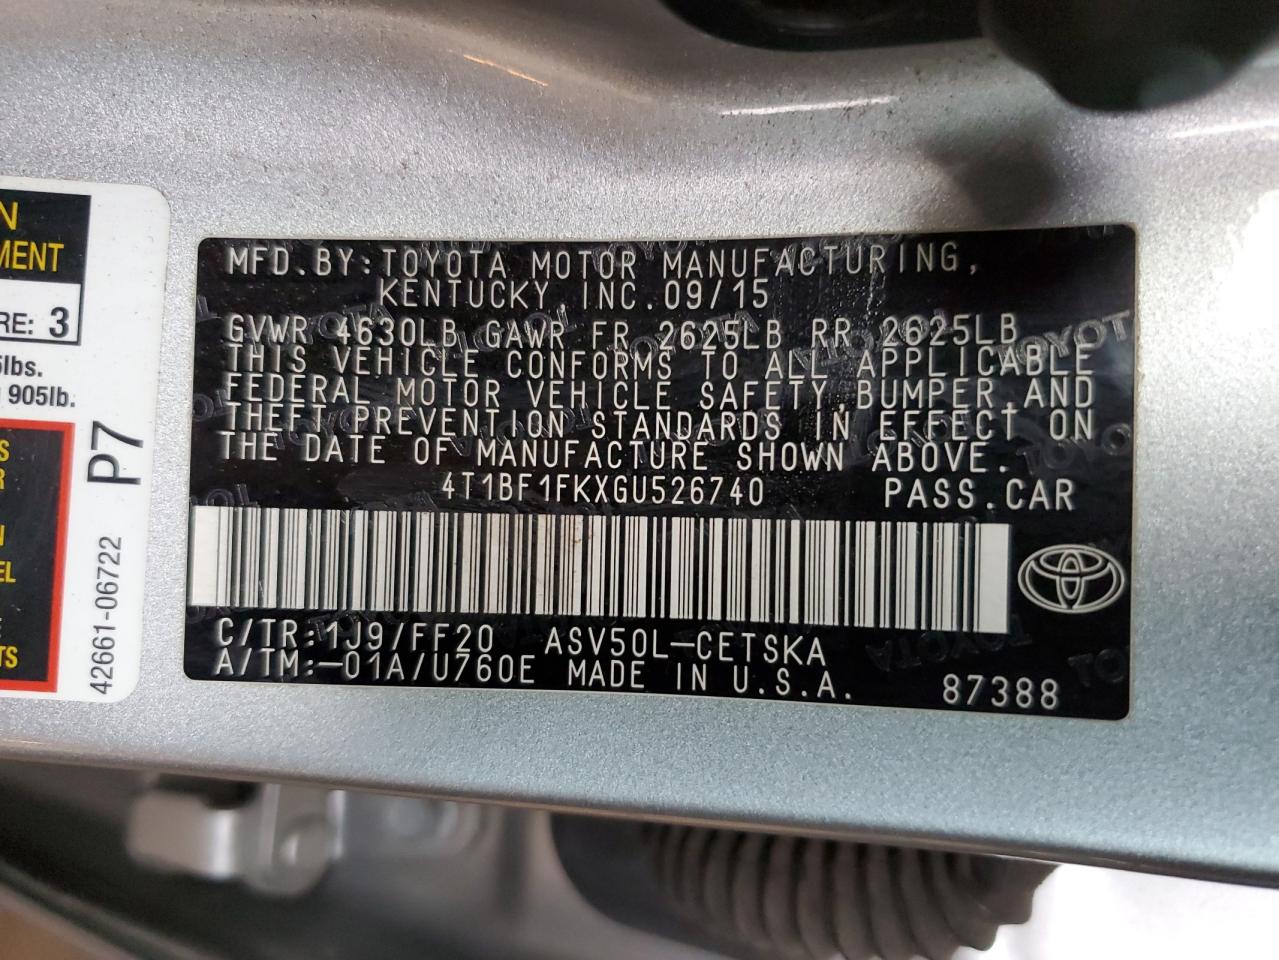 N
MENT
RE: 3
lbs.
905lb.
P7
42661-06722
S
R
N
EL
TS
MFD.BY:TOYOTA MOTOR MANUFACTURING,
KENTUCKY,INC.09/15
GVWR 4630LB GAWR FR 2625LB RR 2625LB
THIS VEHICLE CONFORMS TO ALL APPLICABLE
FEDERAL MOTOR VEHICLE SAFETY,BUMPER,AND
THEFT PREVENTION STANDARDS IN EFFECT ON
THE DATE OF MANUFACTURE SHOWN ABOVE.
4T1BF1FKXGU526740 PASS.CAR
C/TR:1J9/FF20 ASV50L-CETSKA
A/TM:-01A/U760E MADE IN U.S.A. 87388